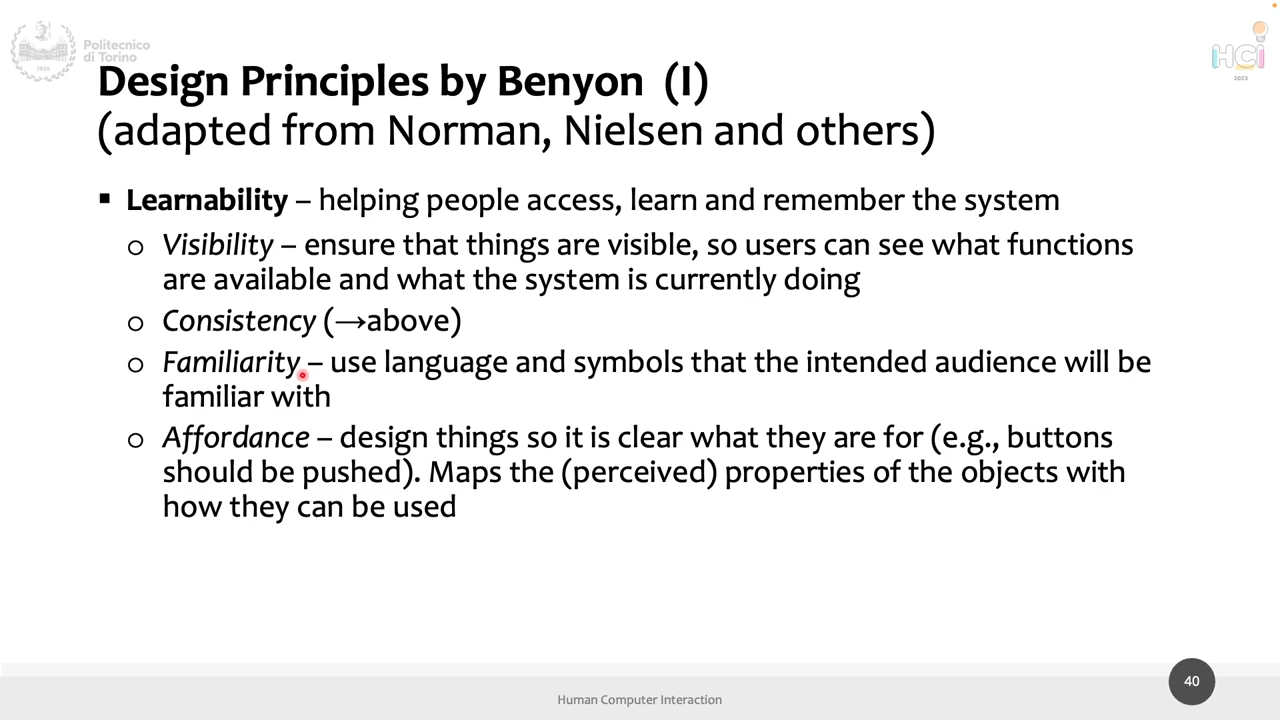 Politecnico
di Torino
1859
HCI
2023
Design Principles by Benyon (I)
(adapted from Norman, Nielsen and others)
▪ Learnability – helping people access, learn and remember the system
o Visibility – ensure that things are visible, so users can see what functions
are available and what the system is currently doing
o Consistency (→above)
o Familiarity – use language and symbols that the intended audience will be
familiar with
o Affordance – design things so it is clear what they are for (e.g., buttons
should be pushed). Maps the (perceived) properties of the objects with
how they can be used
Human Computer Interaction
40